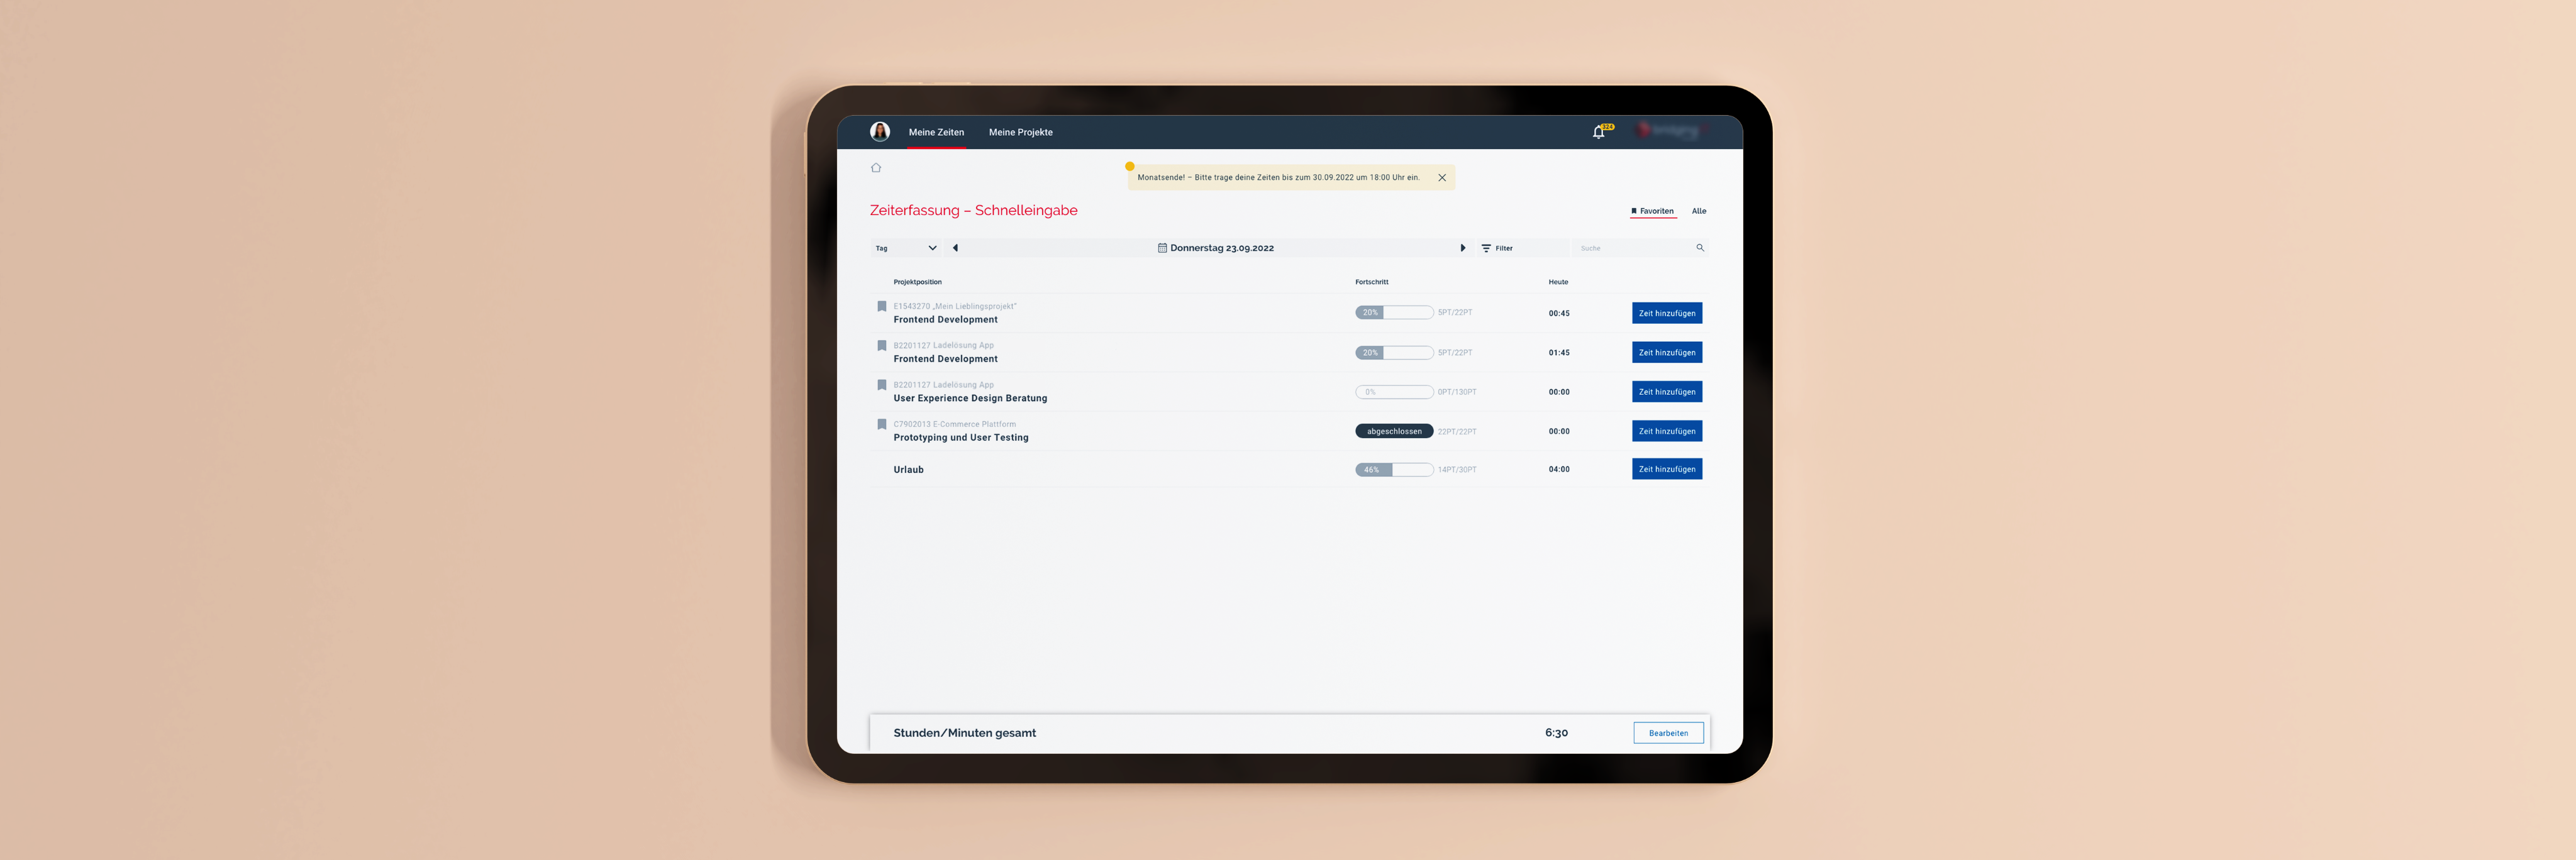 Meine Zeiten Meine Projekte
Monatsende! – Bitte trage deine Zeiten bis zum 30.09.2022 um 18:00 Uhr ein.
Zeiterfassung – Schnelleingabe
Favoriten Alle
Tag Donnerstag 23.09.2022 Filter Suche
Projektposition Fortschritt Heute
E1543270 „Mein Lieblingsprojekt“
Frontend Development 20% 5PT/22PT 00:45 Zeit hinzufügen
B2201127 Ladelösung App
Frontend Development 20% 5PT/22PT 01:45 Zeit hinzufügen
B2201127 Ladelösung App
User Experience Design Beratung 0% 0PT/130PT 00:00 Zeit hinzufügen
C7902013 E-Commerce Plattform
Prototyping und User Testing abgeschlossen 22PT/22PT 00:00 Zeit hinzufügen
Urlaub 46% 14PT/30PT 04:00 Zeit hinzufügen
Stunden/Minuten gesamt 6:30 Bearbeiten